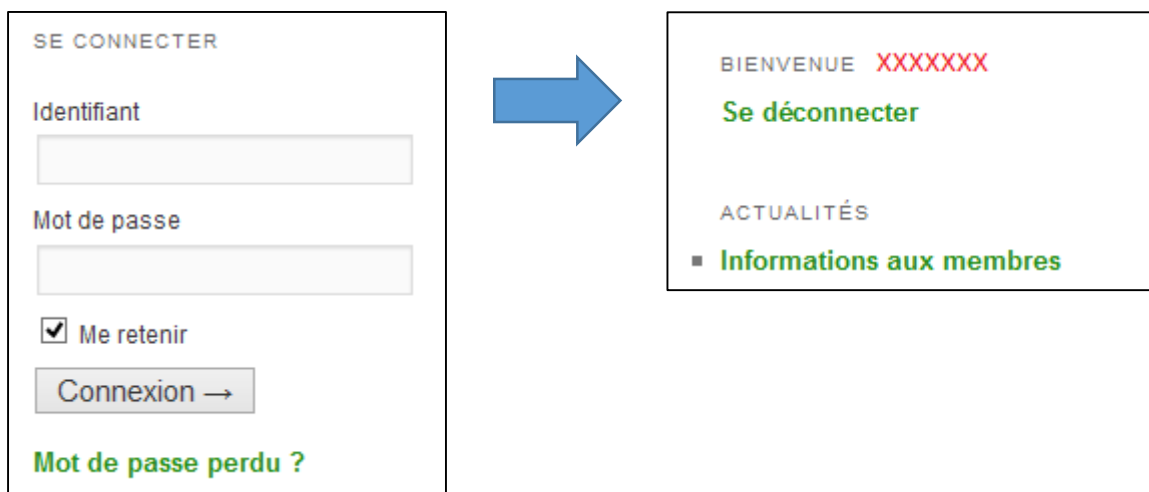 SE CONNECTER
Identifiant
Mot de passe
Me retenir
Connexion →
Mot de passe perdu ?
BIENVENUE XXXXXXX
Se déconnecter
ACTUALITÉS
Informations aux membres